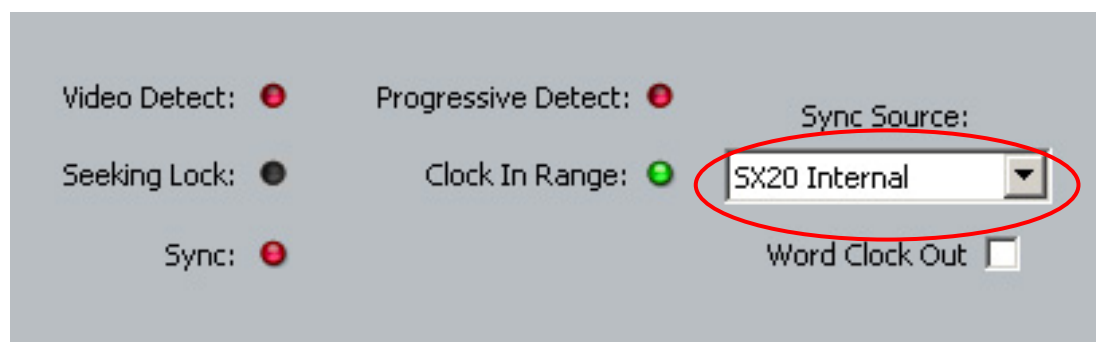 Video Detect:
Progressive Detect:
Sync Source:
Seeking Lock:
Clock In Range:
SX20 Internal
Sync:
Word Clock Out